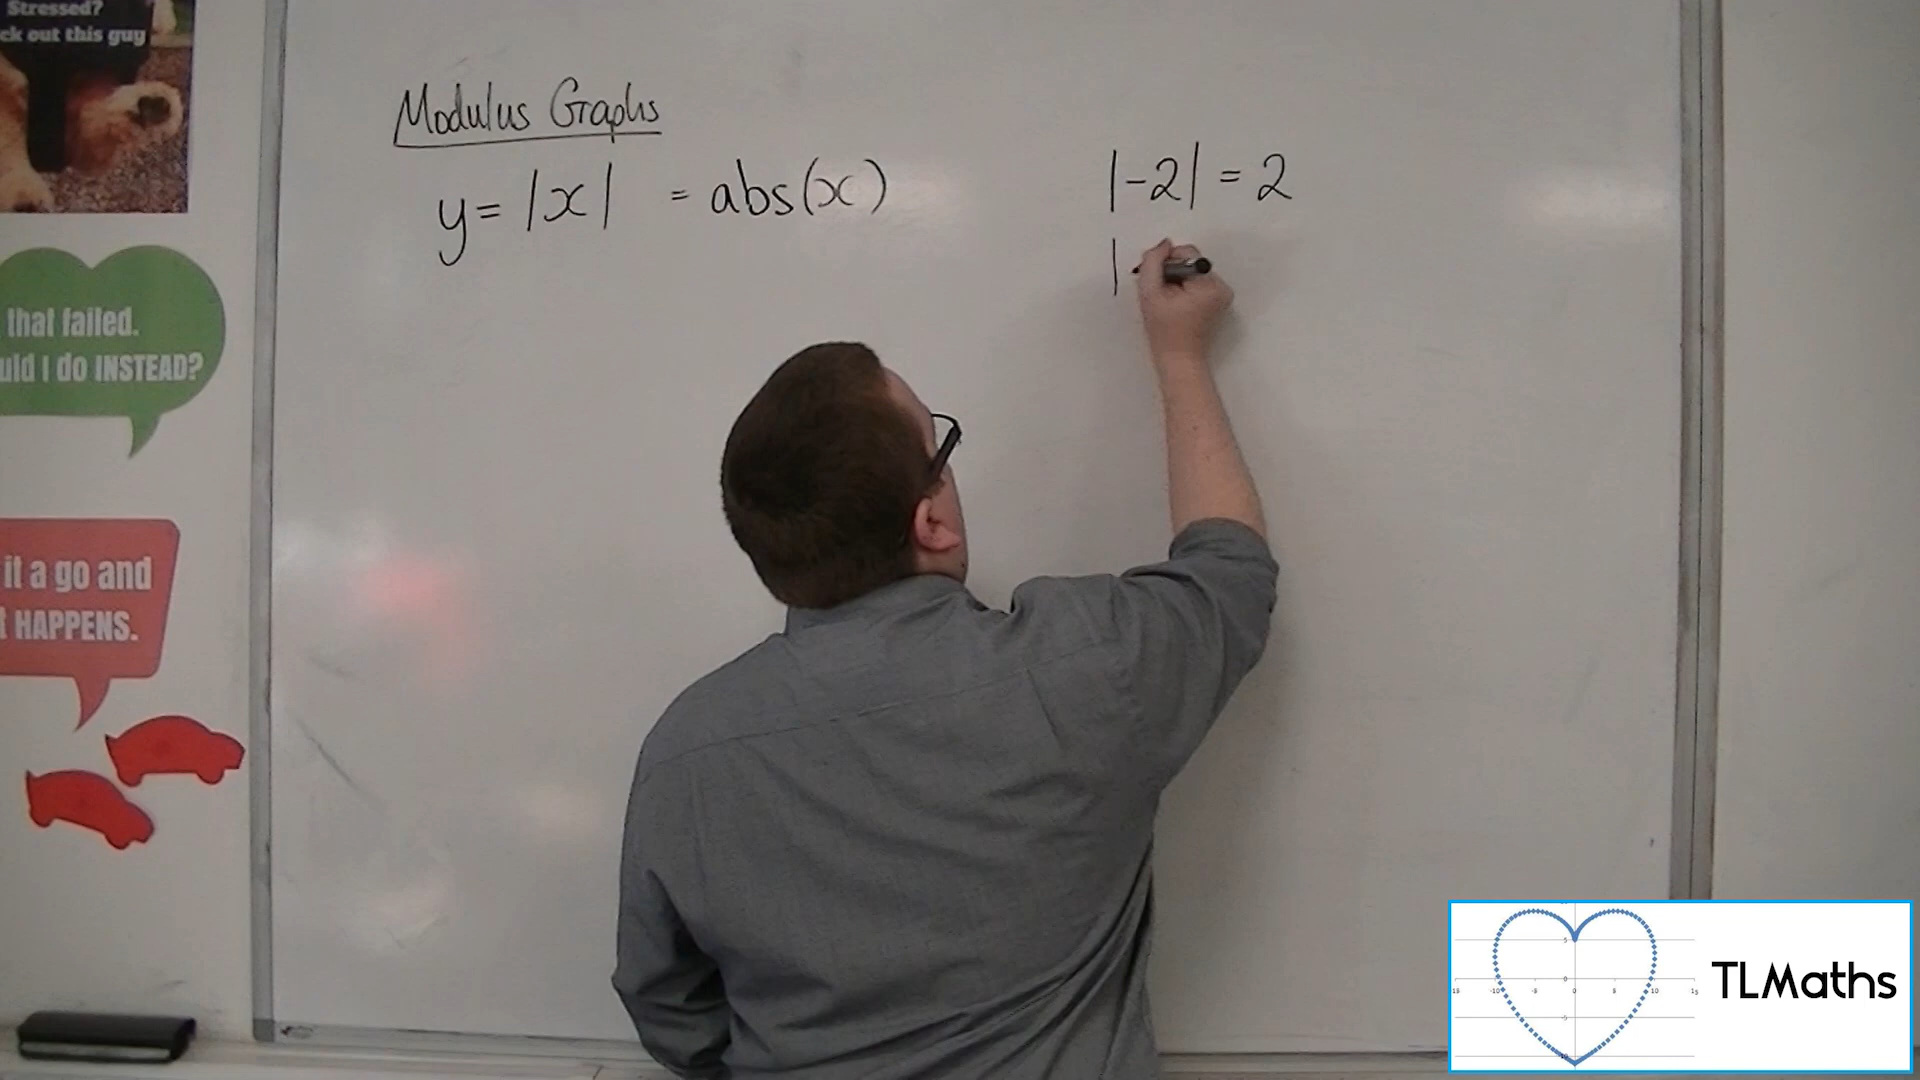 Stressed?
ck out this guy
Modulus Graphs
y = |x| = abs(x)
|-2| = 2
|-
that failed.
uld I do INSTEAD?
it a go and
HAPPENS.
TLMaths